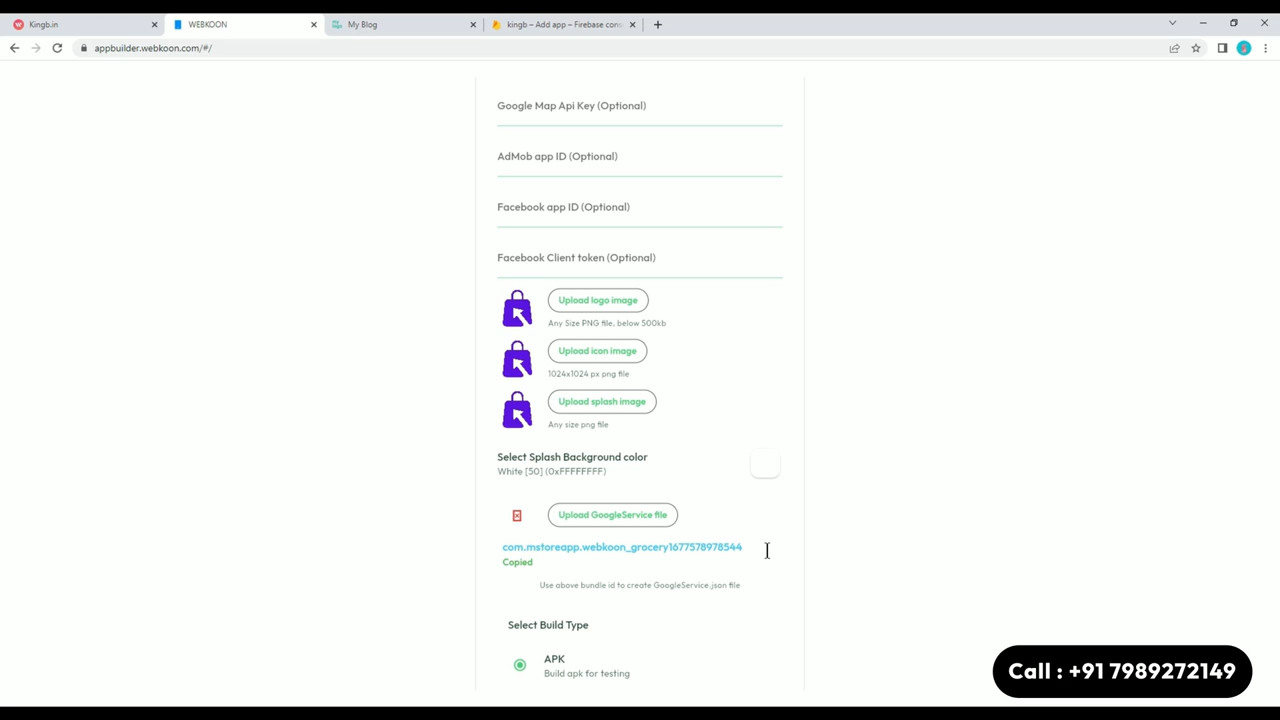 Kingb.in
WEBKOON
My Blog
kingb – Add app – Firebase cons
appbuilder.webkoon.com/#/
Google Map Api Key (Optional)
AdMob app ID (Optional)
Facebook app ID (Optional)
Facebook Client token (Optional)
Upload logo image
Any Size PNG file, below 500kb
Upload icon image
1024x1024 px png file
Upload splash image
Any size png file
Select Splash Background color
White [50] (0xFFFFFFFF)
Upload GoogleService file
com.mstoreapp.webkoon_grocery1677578978544
Copied
Use above bundle id to create GoogleService.json file
Select Build Type
APK
Build apk for testing
Call : +91 7989272149